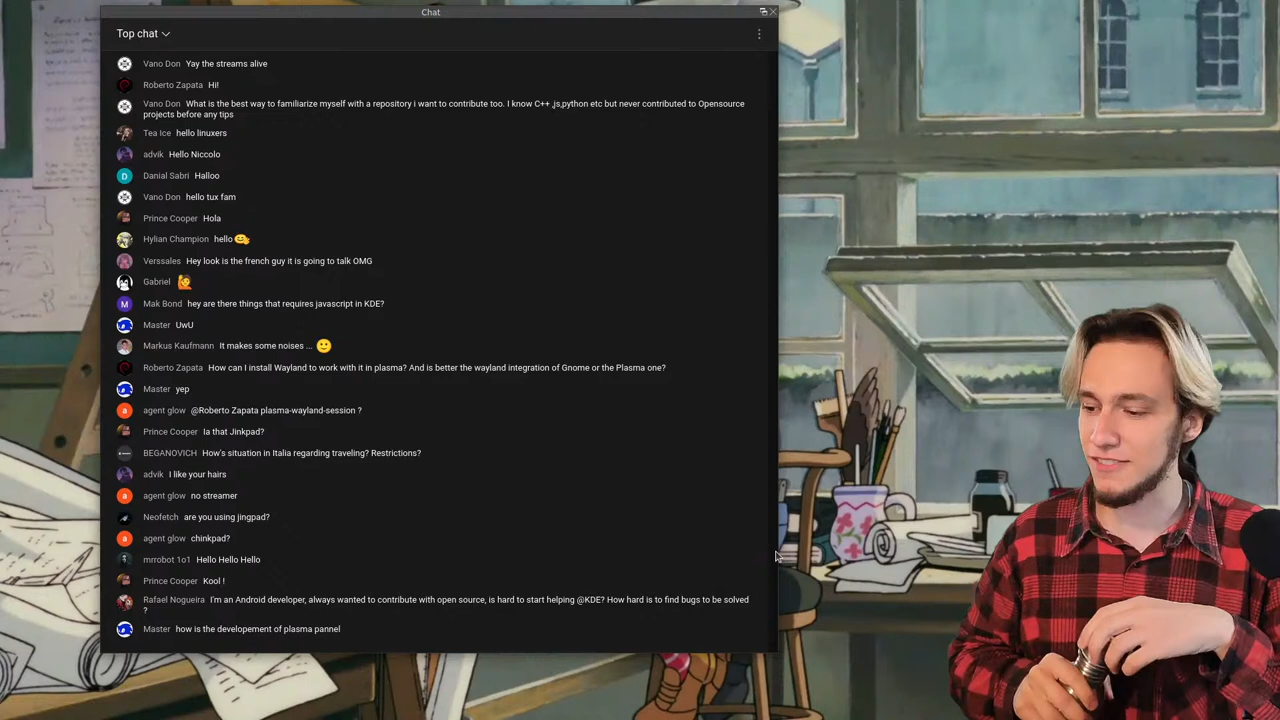 Chat
Top chat
Vano Don Yay the streams alive
Roberto Zapata Hi!
Vano Don What is the best way to familiarize myself with a repository i want to contribute too. I know C++ ,js,python etc but never contributed to Opensource
projects before any tips
Tea Ice hello linuxers
advik Hello Niccolo
D Danial Sabri Halloo
Vano Don hello tux fam
Prince Cooper Hola
Hylian Champion hello
Verssales Hey look is the french guy it is going to talk OMG
Gabriel
M Mak Bond hey are there things that requires javascript in KDE?
Master UwU
Markus Kaufmann It makes some noises ...
Roberto Zapata How can I install Wayland to work with it in plasma? And is better the wayland integration of Gnome or the Plasma one?
Master yep
a agent glow @Roberto Zapata plasma-wayland-session ?
Prince Cooper Ia that Jinkpad?
BEGANOVICH How's situation in Italia regarding traveling? Restrictions?
advik I like your hairs
a agent glow no streamer
Neofetch are you using jingpad?
a agent glow chinkpad?
mrrobot 1o1 Hello Hello Hello
Prince Cooper Kool !
Rafael Nogueira I'm an Android developer, always wanted to contribute with open source, is hard to start helping @KDE? How hard is to find bugs to be solved
?
Master how is the developement of plasma pannel